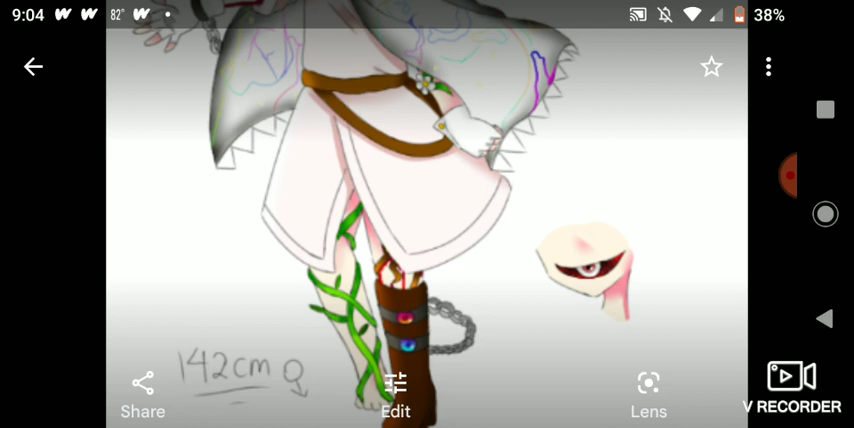 9:04
82°
38%
142cm
Share
Edit
Lens
V RECORDER